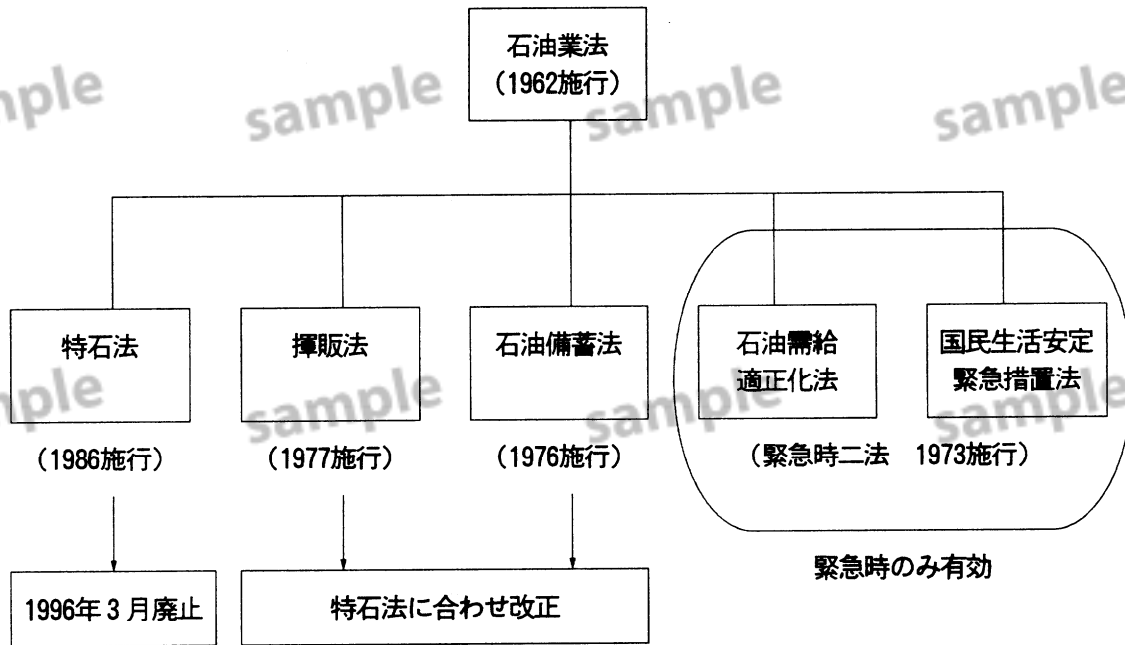 石油業法
（1962施行）
特石法
揮販法
石油備蓄法
石油需給
適正化法
国民生活安定
緊急措置法
（1986施行）
（1977施行）
（1976施行）
（緊急時二法　1973施行）
緊急時のみ有効
1996年３月廃止
特石法に合わせ改正
mple
sample
sample
sample
mple
sample
sample
sample